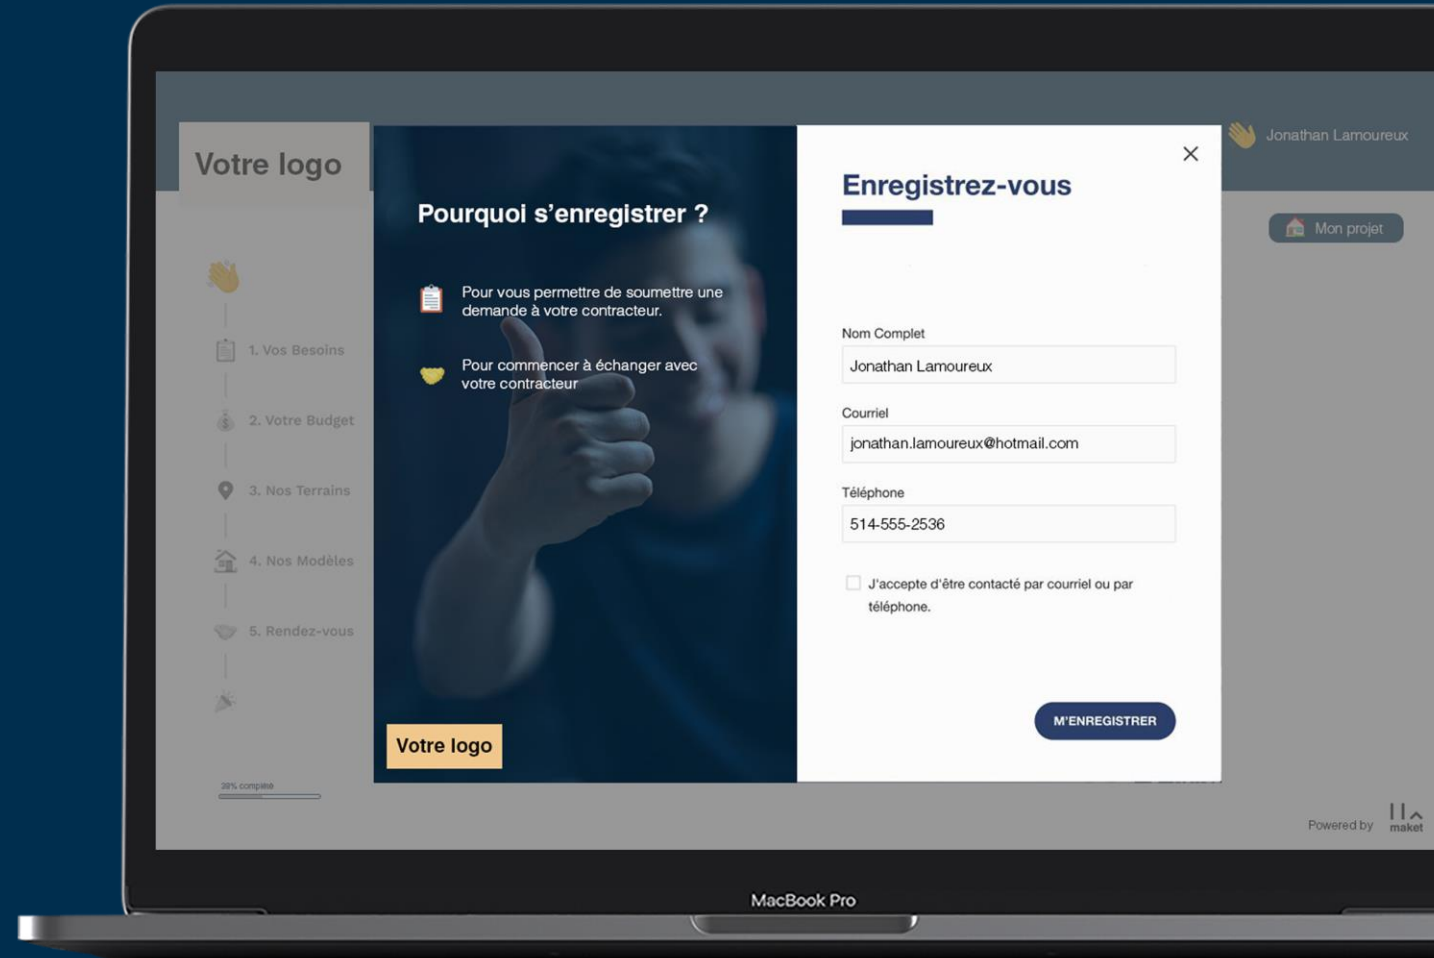 Votre logo
Jonathan Lamoureux
Mon projet
1. Vos Besoins
2. Votre Budget
3. Nos Terrains
4. Nos Modèles
5. Rendez-vous
38% complété
Pourquoi s’enregistrer ?
Pour vous permettre de soumettre une
demande à votre contracteur.
Pour commencer à échanger avec
votre contracteur
Votre logo
Enregistrez-vous
Nom Complet
Jonathan Lamoureux
Courriel
jonathan.lamoureux@hotmail.com
Téléphone
514-555-2536
J'accepte d'être contacté par courriel ou par
téléphone.
M'ENREGISTRER
Powered by maket
MacBook Pro